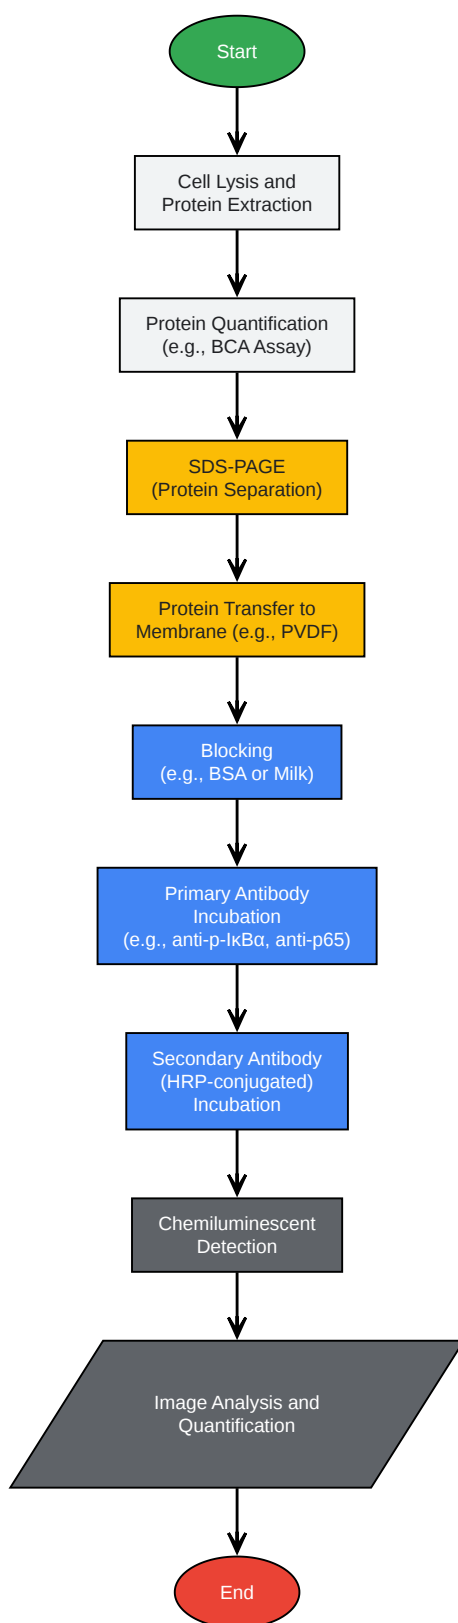 Start
Cell Lysis and
Protein Extraction
Protein Quantification
(e.g., BCA Assay)
SDS-PAGE
(Protein Separation)
Protein Transfer to
Membrane (e.g., PVDF)
Blocking
(e.g., BSA or Milk)
Primary Antibody
Incubation
(e.g., anti-p-IκBα, anti-p65)
Secondary Antibody
(HRP-conjugated)
Incubation
Chemiluminescent
Detection
Image Analysis and
Quantification
End